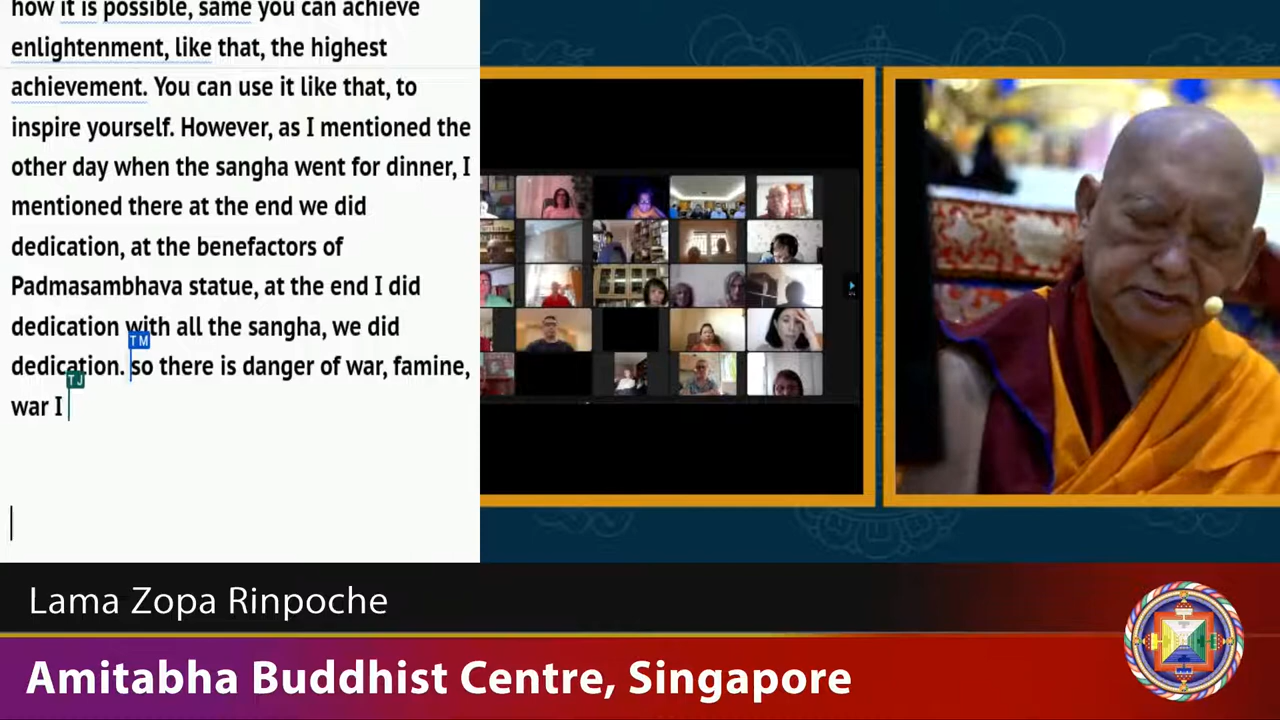 how it is possible, same you can achieve
enlightenment, like that, the highest
achievement. You can use it like that, to
inspire yourself. However, as I mentioned the
other day when the sangha went for dinner, I
mentioned there at the end we did
dedication, at the benefactors of
Padmasambhava statue, at the end I did
dedication with all the sangha, we did
TM
dedication. so there is danger of war, famine,
TJ
war I
Lama Zopa Rinpoche
Amitabha Buddhist Centre, Singapore